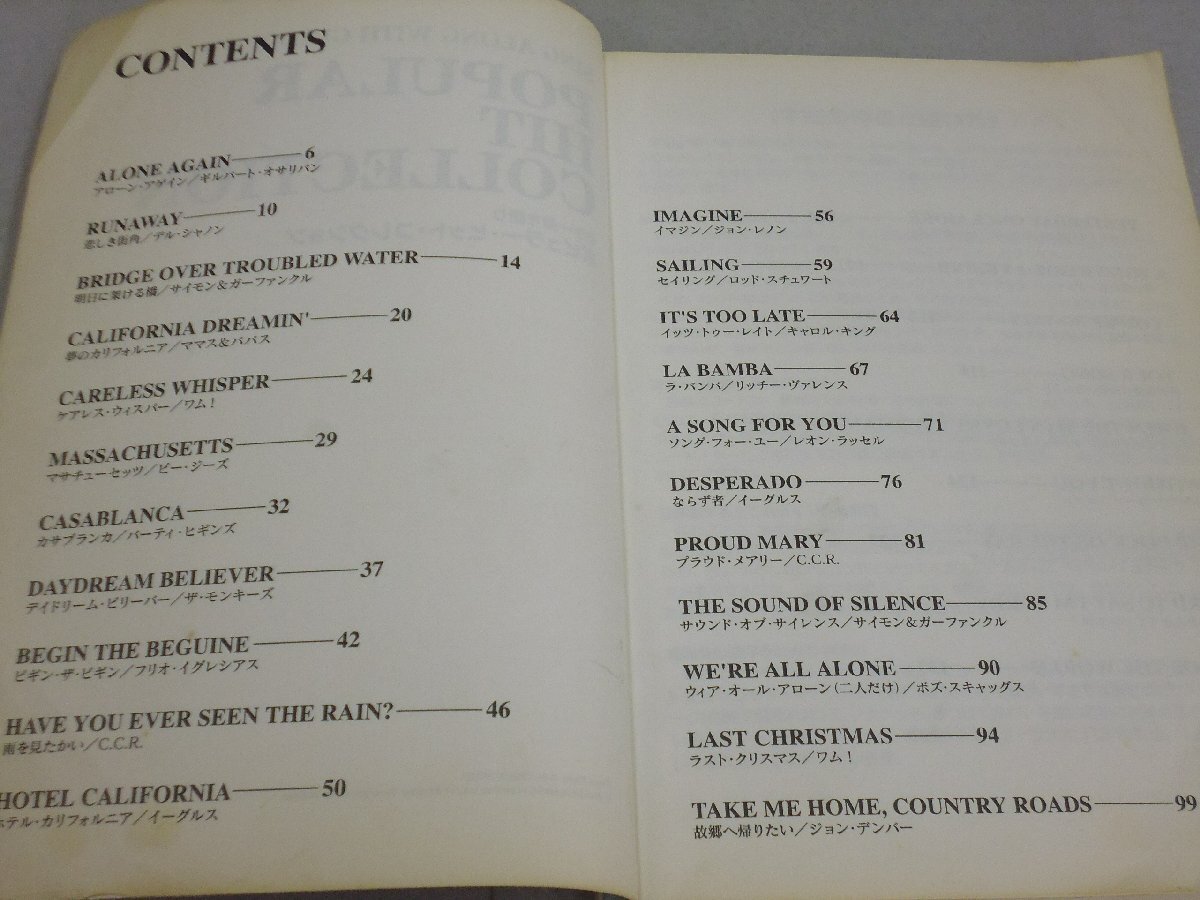 CONTENTS
ALONE AGAIN 6
アローン・アゲイン/ギルバート・オサリバン
RUNAWAY 10
悲しき街角/デル・シャノン
BRIDGE OVER TROUBLED WATER 14
明日に架ける橋/サイモン&ガーファンクル
CALIFORNIA DREAMIN' 20
夢のカリフォルニア/ママス&パパス
CARELESS WHISPER 24
ケアレス・ウィスパー/ワム!
MASSACHUSETTS 29
マサチューセッツ/ビー・ジーズ
CASABLANCA 32
カサブランカ/バーティ・ヒギンズ
DAYDREAM BELIEVER 37
デイドリーム・ビリーバー/ザ・モンキーズ
BEGIN THE BEGUINE 42
ビギン・ザ・ビギン/フリオ・イグレシアス
HAVE YOU EVER SEEN THE RAIN? 46
雨を見たかい/C.C.R.
HOTEL CALIFORNIA 50
ホテル・カリフォルニア/イーグルス
IMAGINE 56
イマジン/ジョン・レノン
SAILING 59
セイリング/ロッド・スチュワート
IT'S TOO LATE 64
イッツ・トゥー・レイト/キャロル・キング
LA BAMBA 67
ラ・バンバ/リッチー・ヴァレンス
A SONG FOR YOU 71
ソング・フォー・ユー/レオン・ラッセル
DESPERADO 76
ならず者/イーグルス
PROUD MARY 81
プラウド・メアリー/C.C.R.
THE SOUND OF SILENCE 85
サウンド・オブ・サイレンス/サイモン&ガーファンクル
WE'RE ALL ALONE 90
ウィア・オール・アローン(二人だけ)/ボズ・スキャッグス
LAST CHRISTMAS 94
ラスト・クリスマス/ワム!
TAKE ME HOME, COUNTRY ROADS 99
故郷へ帰りたい/ジョン・デンバー